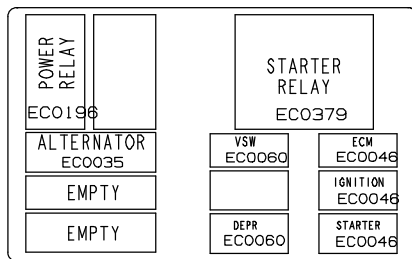 POWER
RELAY
EC0196
STARTER
RELAY
EC0379
ALTERNATOR
EC0035
VSW
EC0060
ECM
EC0046
EMPTY
IGNITION
EC0046
EMPTY
DEPR
EC0060
STARTER
EC0046